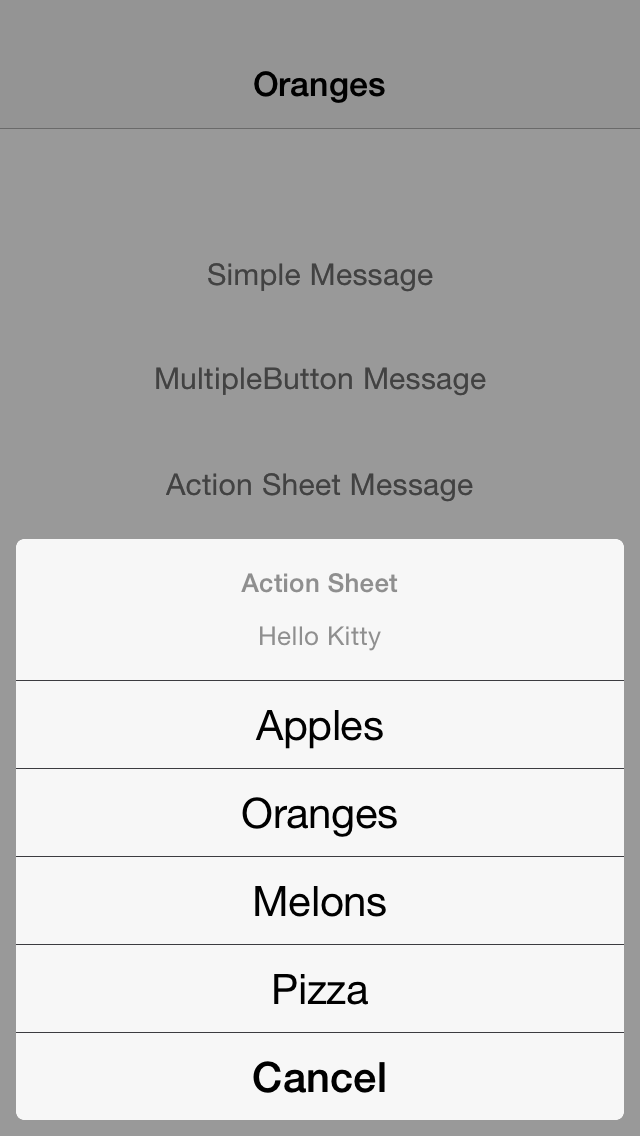 Oranges
Simple Message
MultipleButton Message
Action Sheet Message
Action Sheet
Hello Kitty
Apples
Oranges
Melons
Pizza
Cancel